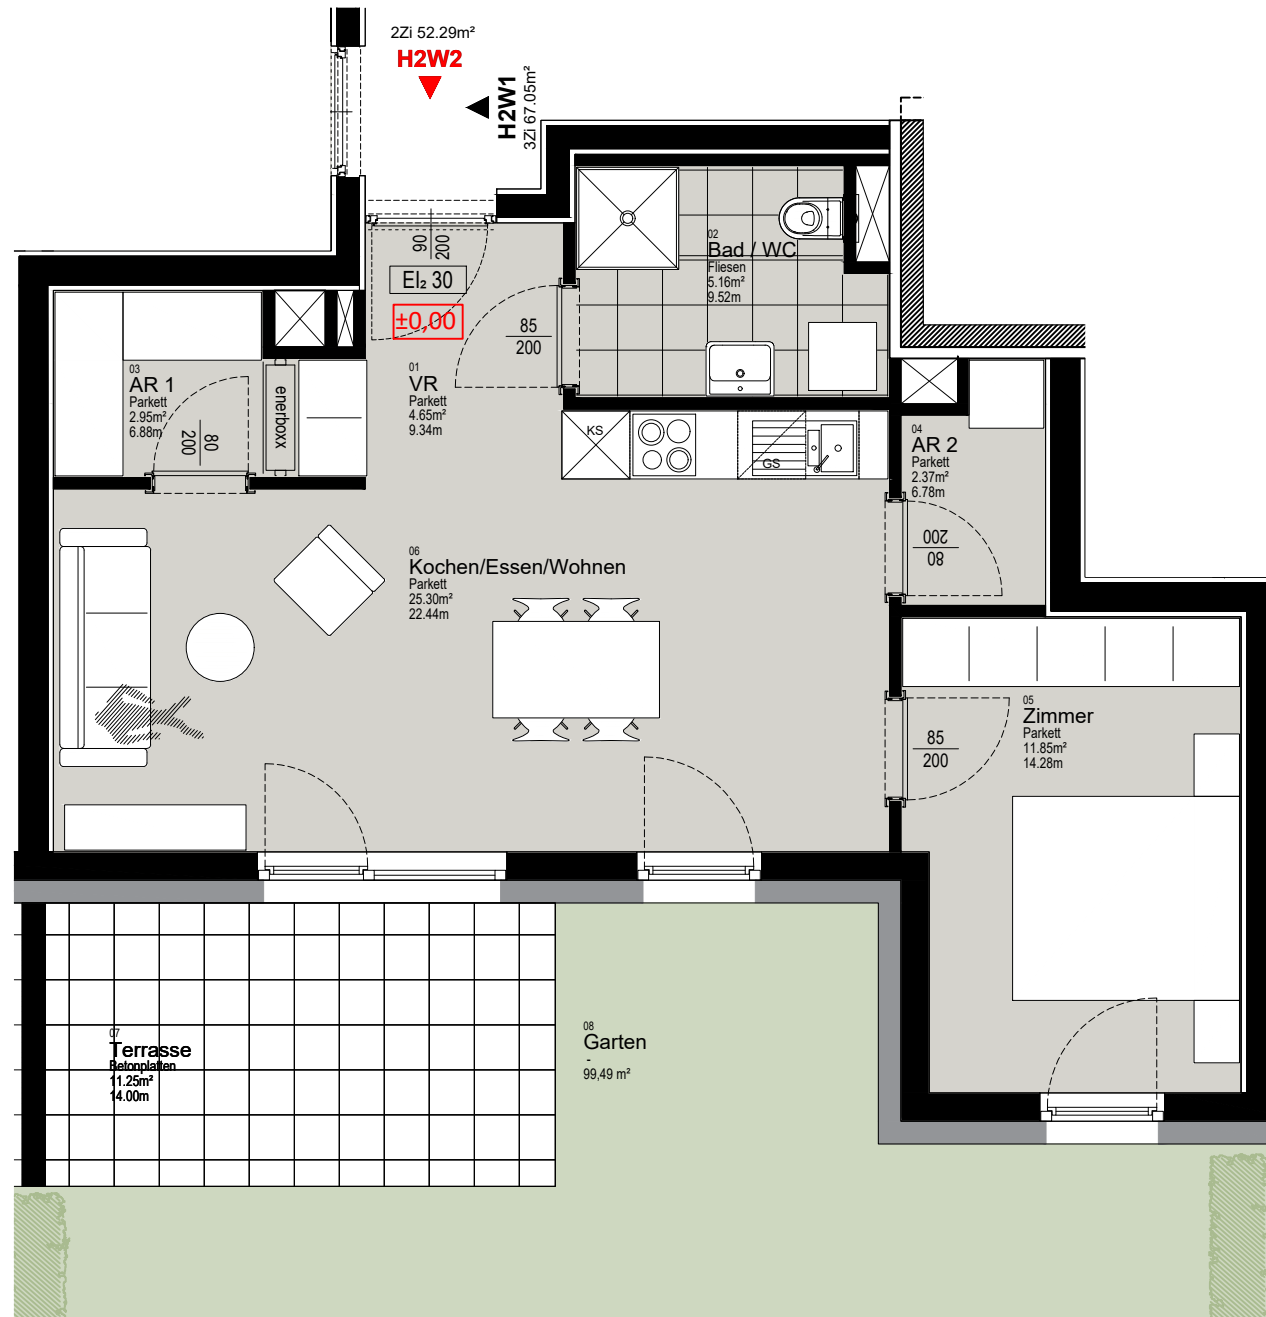 2Zi 52.29m²
H2W2
H2W1
3Zi 67.05m²
90
200
EI₂ 30
±0,00
85
200
02
Bad / WC
Fliesen
5.16m²
9.52m
03
AR 1
Parkett
2.95m²
6.88m
80
200
enerboxx
01
VR
Parkett
4.65m²
9.34m
KS
GS
04
AR 2
Parkett
2.37m²
6.78m
80
200
06
Kochen/Essen/Wohnen
Parkett
25.30m²
22.44m
05
Zimmer
Parkett
11.85m²
14.28m
85
200
07
Terrasse
Betonplatten
11.25m²
14.00m
08
Garten
-
99,49 m²